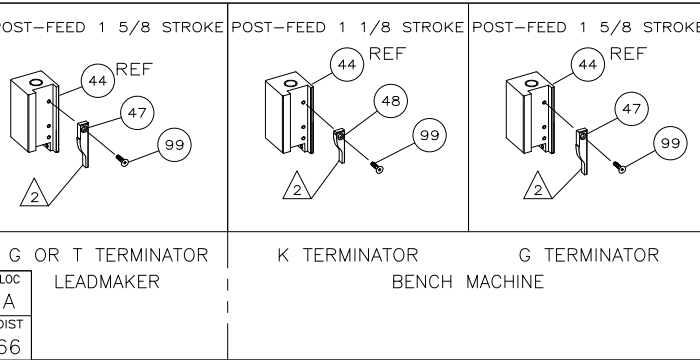 POST-FEED 1 5/8 STROKE
44 REF
47
99
2
POST-FEED 1 1/8 STROKE
44 REF
48
99
2
POST-FEED 1 5/8 STROKE
44 REF
47
99
2
G OR T TERMINATOR
LEADMAKER
K TERMINATOR
G TERMINATOR
BENCH MACHINE
LOC
A
DIST
66